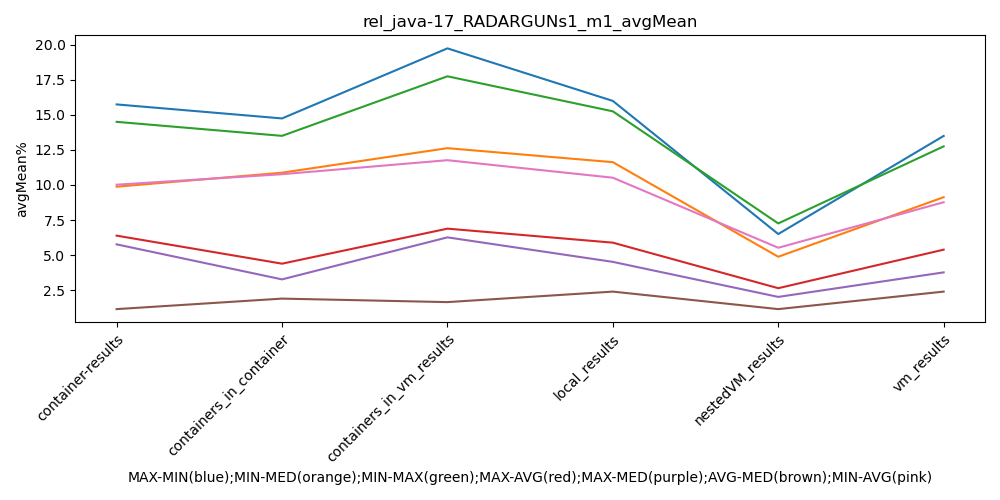 rel_java-17_RADARGUNs1_m1_avgMean
20.0
17.5
15.0
12.5
10.0
7.5
5.0
2.5
avgMean%
container-results
containers_in_container
containers_in_vm_results
local_results
nestedVM_results
vm_results
MAX-MIN(blue);MIN-MED(orange);MIN-MAX(green);MAX-AVG(red);MAX-MED(purple);AVG-MED(brown);MIN-AVG(pink)